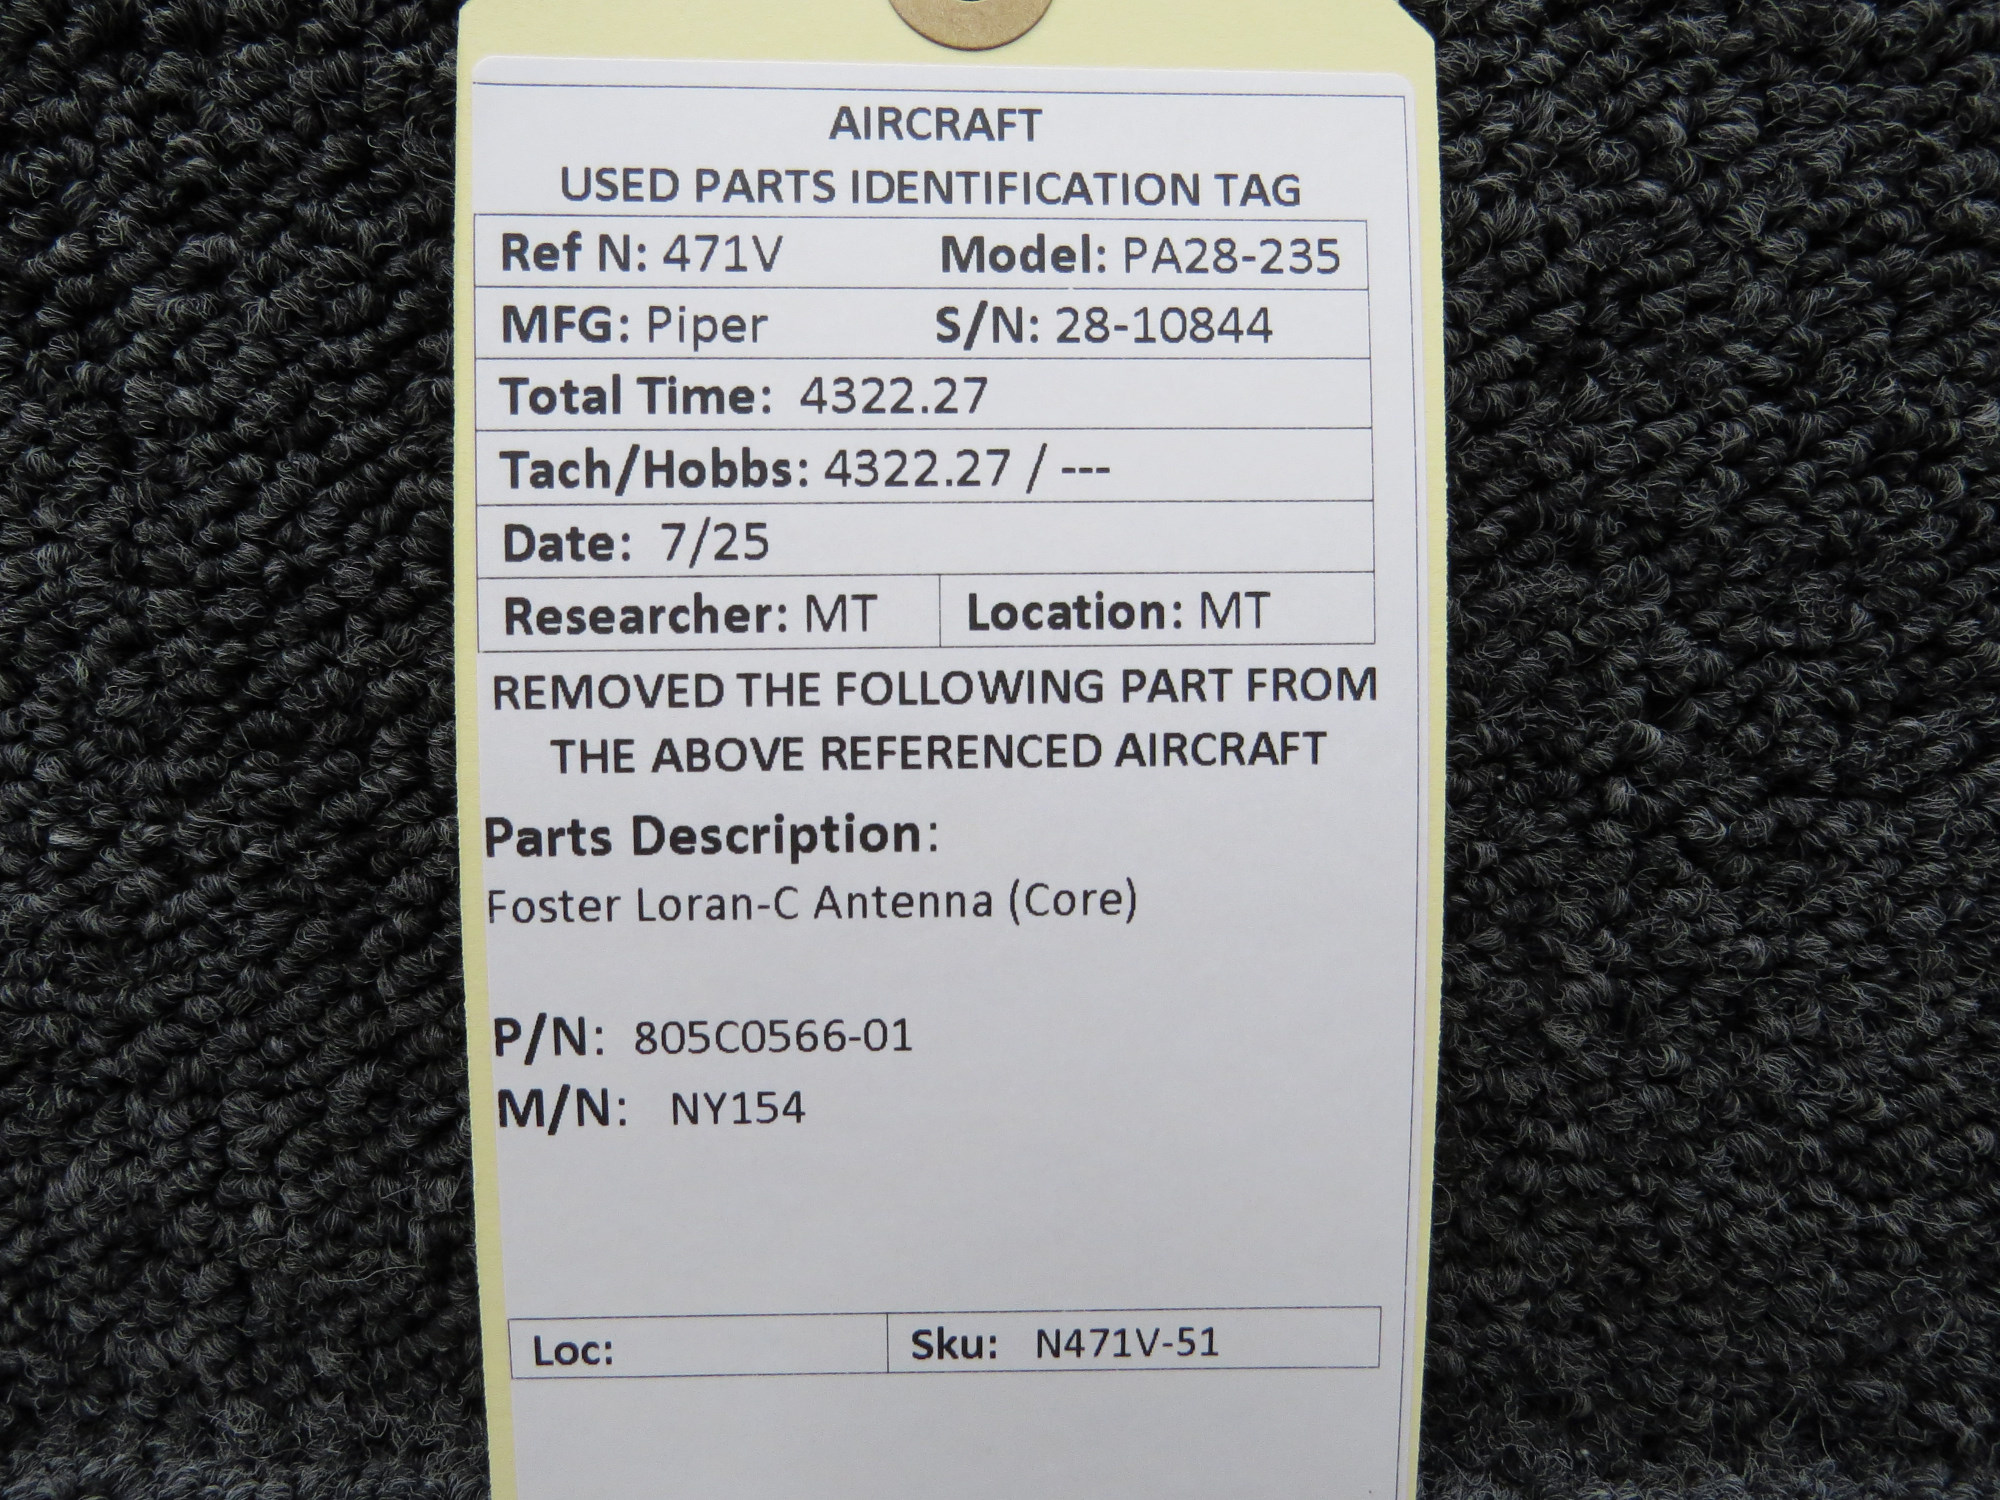 AIRCRAFT
USED PARTS IDENTIFICATION TAG
Ref N: 471V Model: PA28-235
MFG: Piper S/N: 28-10844
Total Time: 4322.27
Tach/Hobbs: 4322.27 / ---
Date: 7/25
Researcher: MT Location: MT
REMOVED THE FOLLOWING PART FROM
THE ABOVE REFERENCED AIRCRAFT
Parts Description:
Foster Loran-C Antenna (Core)
P/N: 805C0566-01
M/N: NY154
Loc: Sku: N471V-51